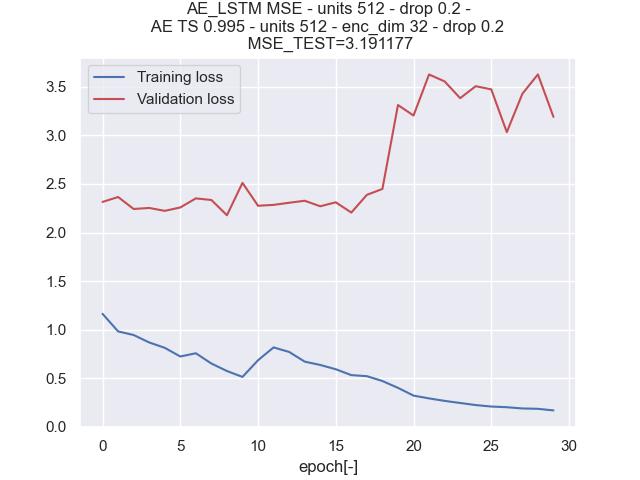 AE_LSTM MSE - units 512 - drop 0.2 -
AE TS 0.995 - units 512 - enc_dim 32 - drop 0.2
MSE_TEST=3.191177
Training loss
Validation loss
3.5
3.0
2.5
2.0
1.5
1.0
0.5
0.0
0 5 10 15 20 25 30
epoch[-]